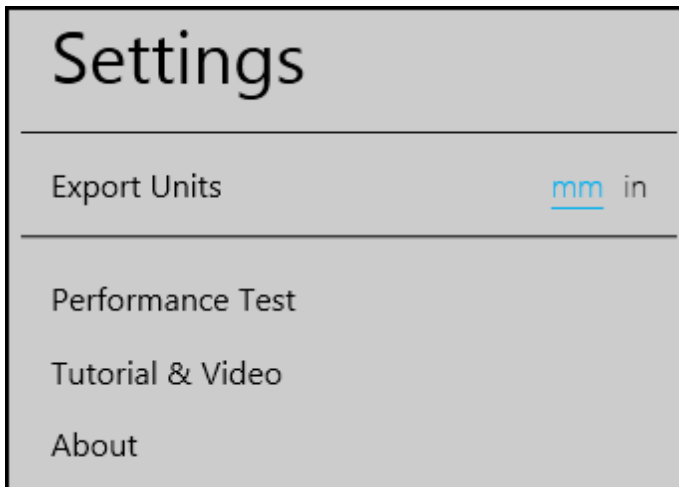 Settings
Export Units mm in
Performance Test
Tutorial & Video
About